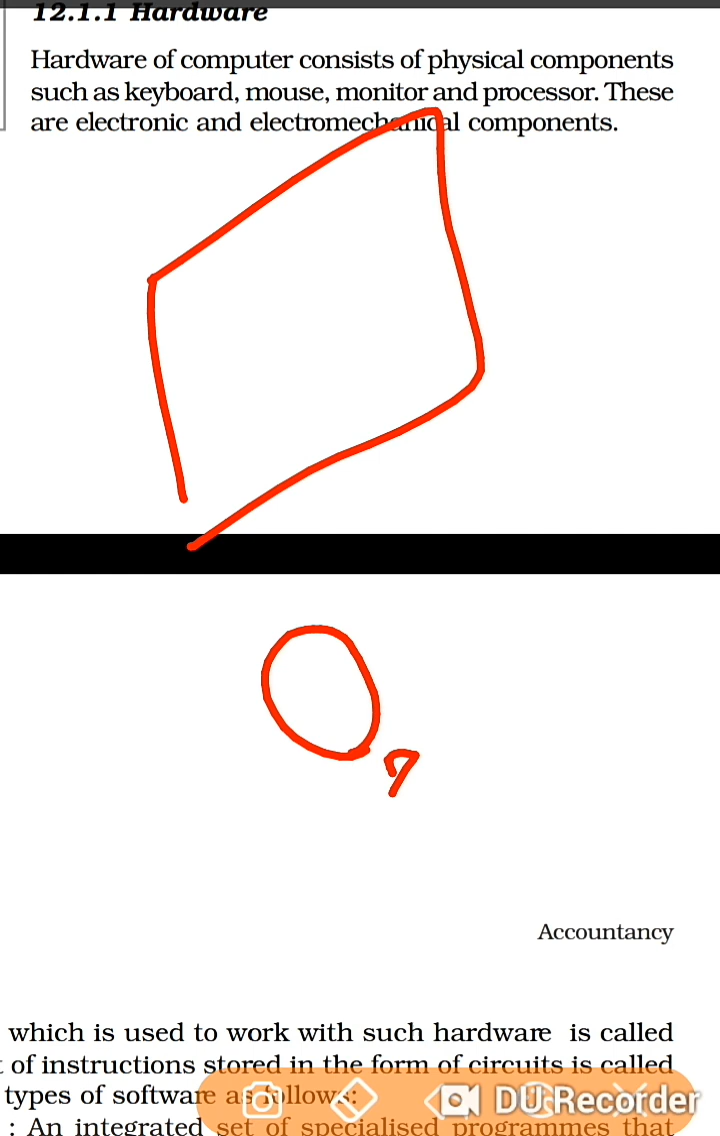 12.1.1 Hardware
Hardware of computer consists of physical components
such as keyboard, mouse, monitor and processor. These
are electronic and electromechanical components.
Accountancy
which is used to work with such hardware is called
of instructions stored in the form of circuits is called
types of software as follows:
: An integrated set of specialised programmes that
DU Recorder